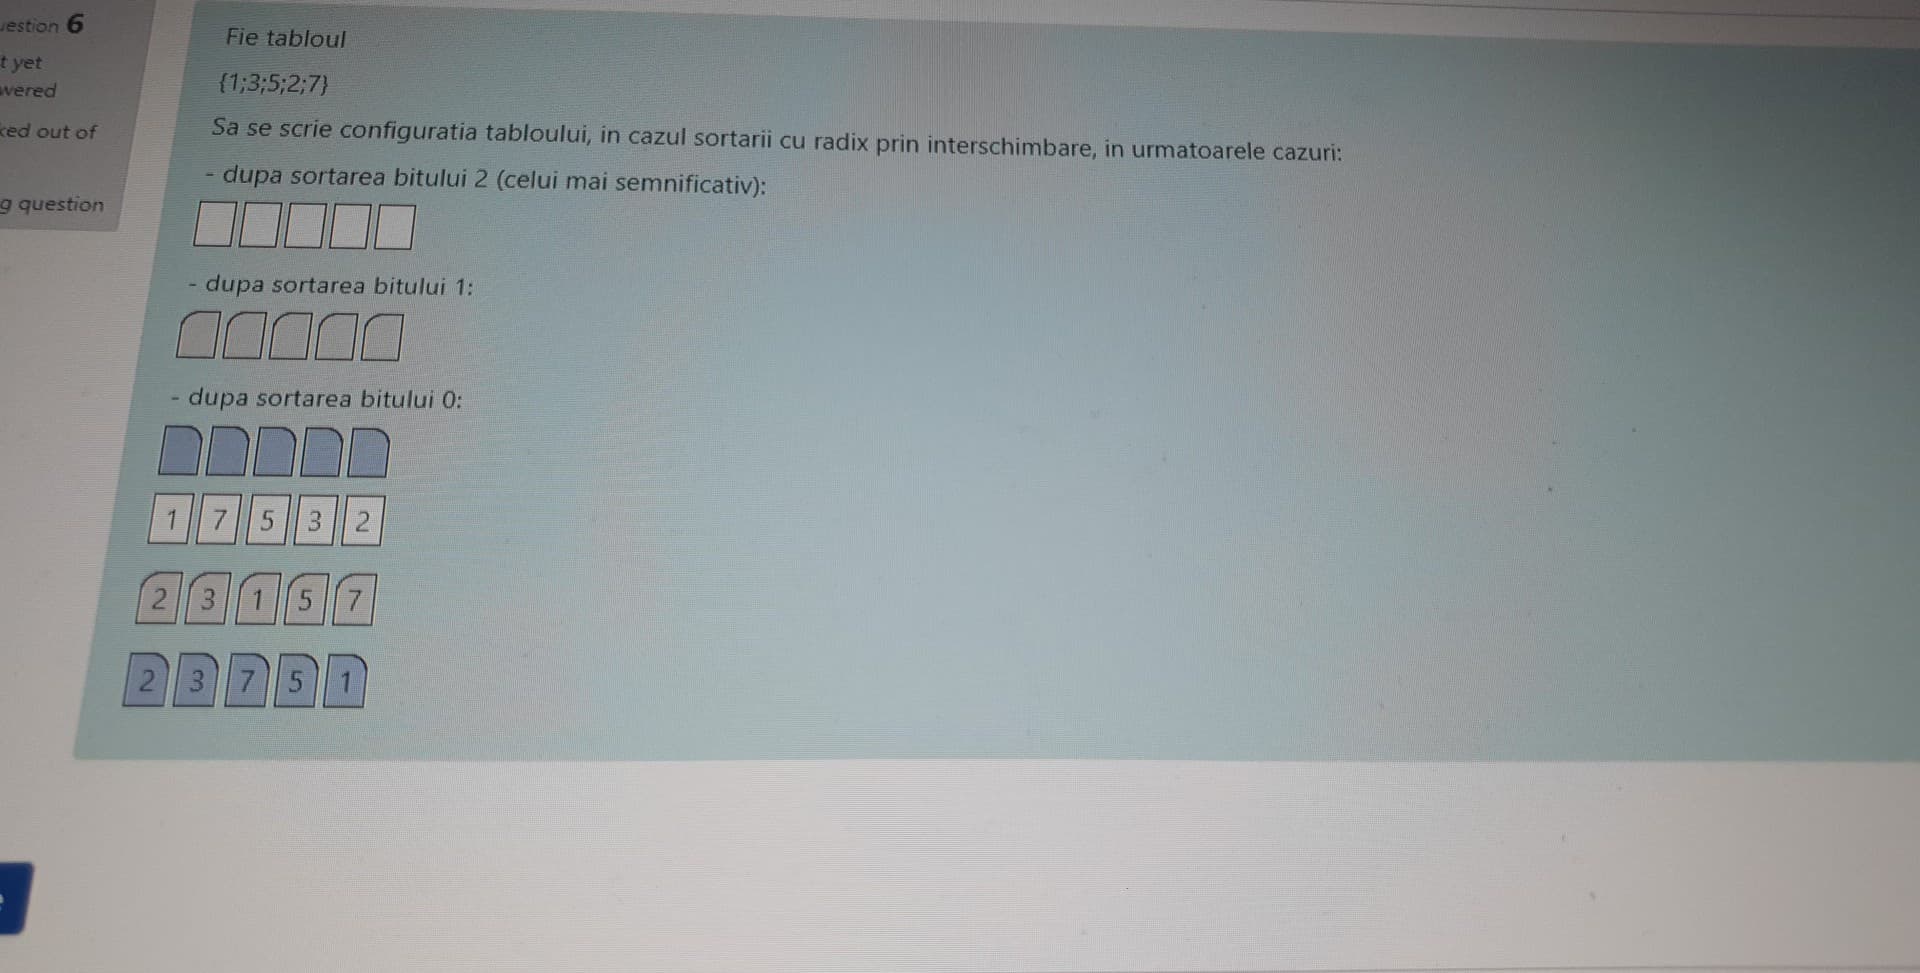 6
t yet
wered
ked out of
g question
Fie tabloul
{1;3;5;2;7}
Sa se scrie configuratia tabloului, in cazul sortarii cu radix prin interschimbare, in urmatoarele cazuri:
- dupa sortarea bitului 2 (celui mai semnificativ):
- dupa sortarea bitului 1:
- dupa sortarea bitului 0:
1 7 5 3 2
2 3 1 5 7
2 3 7 5 1